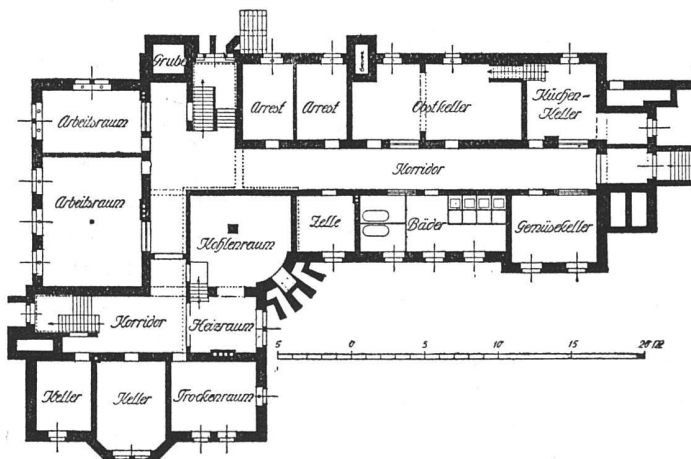 Grube
Arrest
Arrest
Obstkeller
Küchen-
Keller
Arbeitsraum
Korridor
Arbeitsraum
Zelle
Bäder
Gemüsekeller
Kohlenraum
Korridor
Heizraum
5 0 5 10 15 20 m
Keller
Keller
Trockenraum